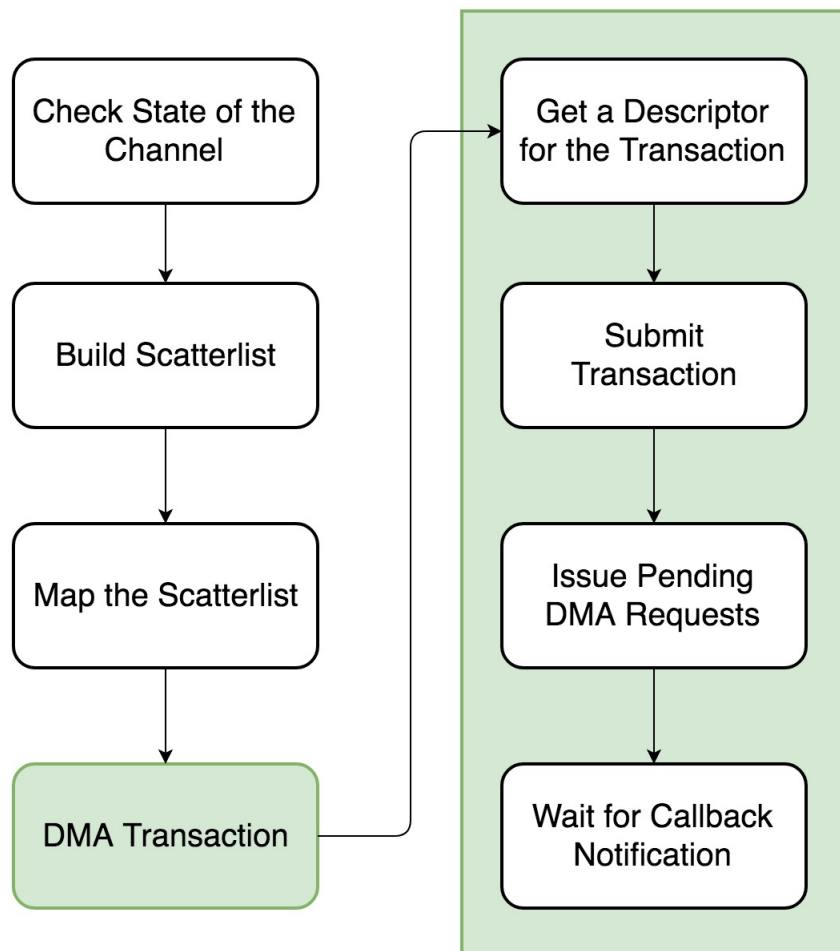 Check State of the
Channel
Build Scatterlist
Map the Scatterlist
DMA Transaction
Get a Descriptor
for the Transaction
Submit
Transaction
Issue Pending
DMA Requests
Wait for Callback
Notification